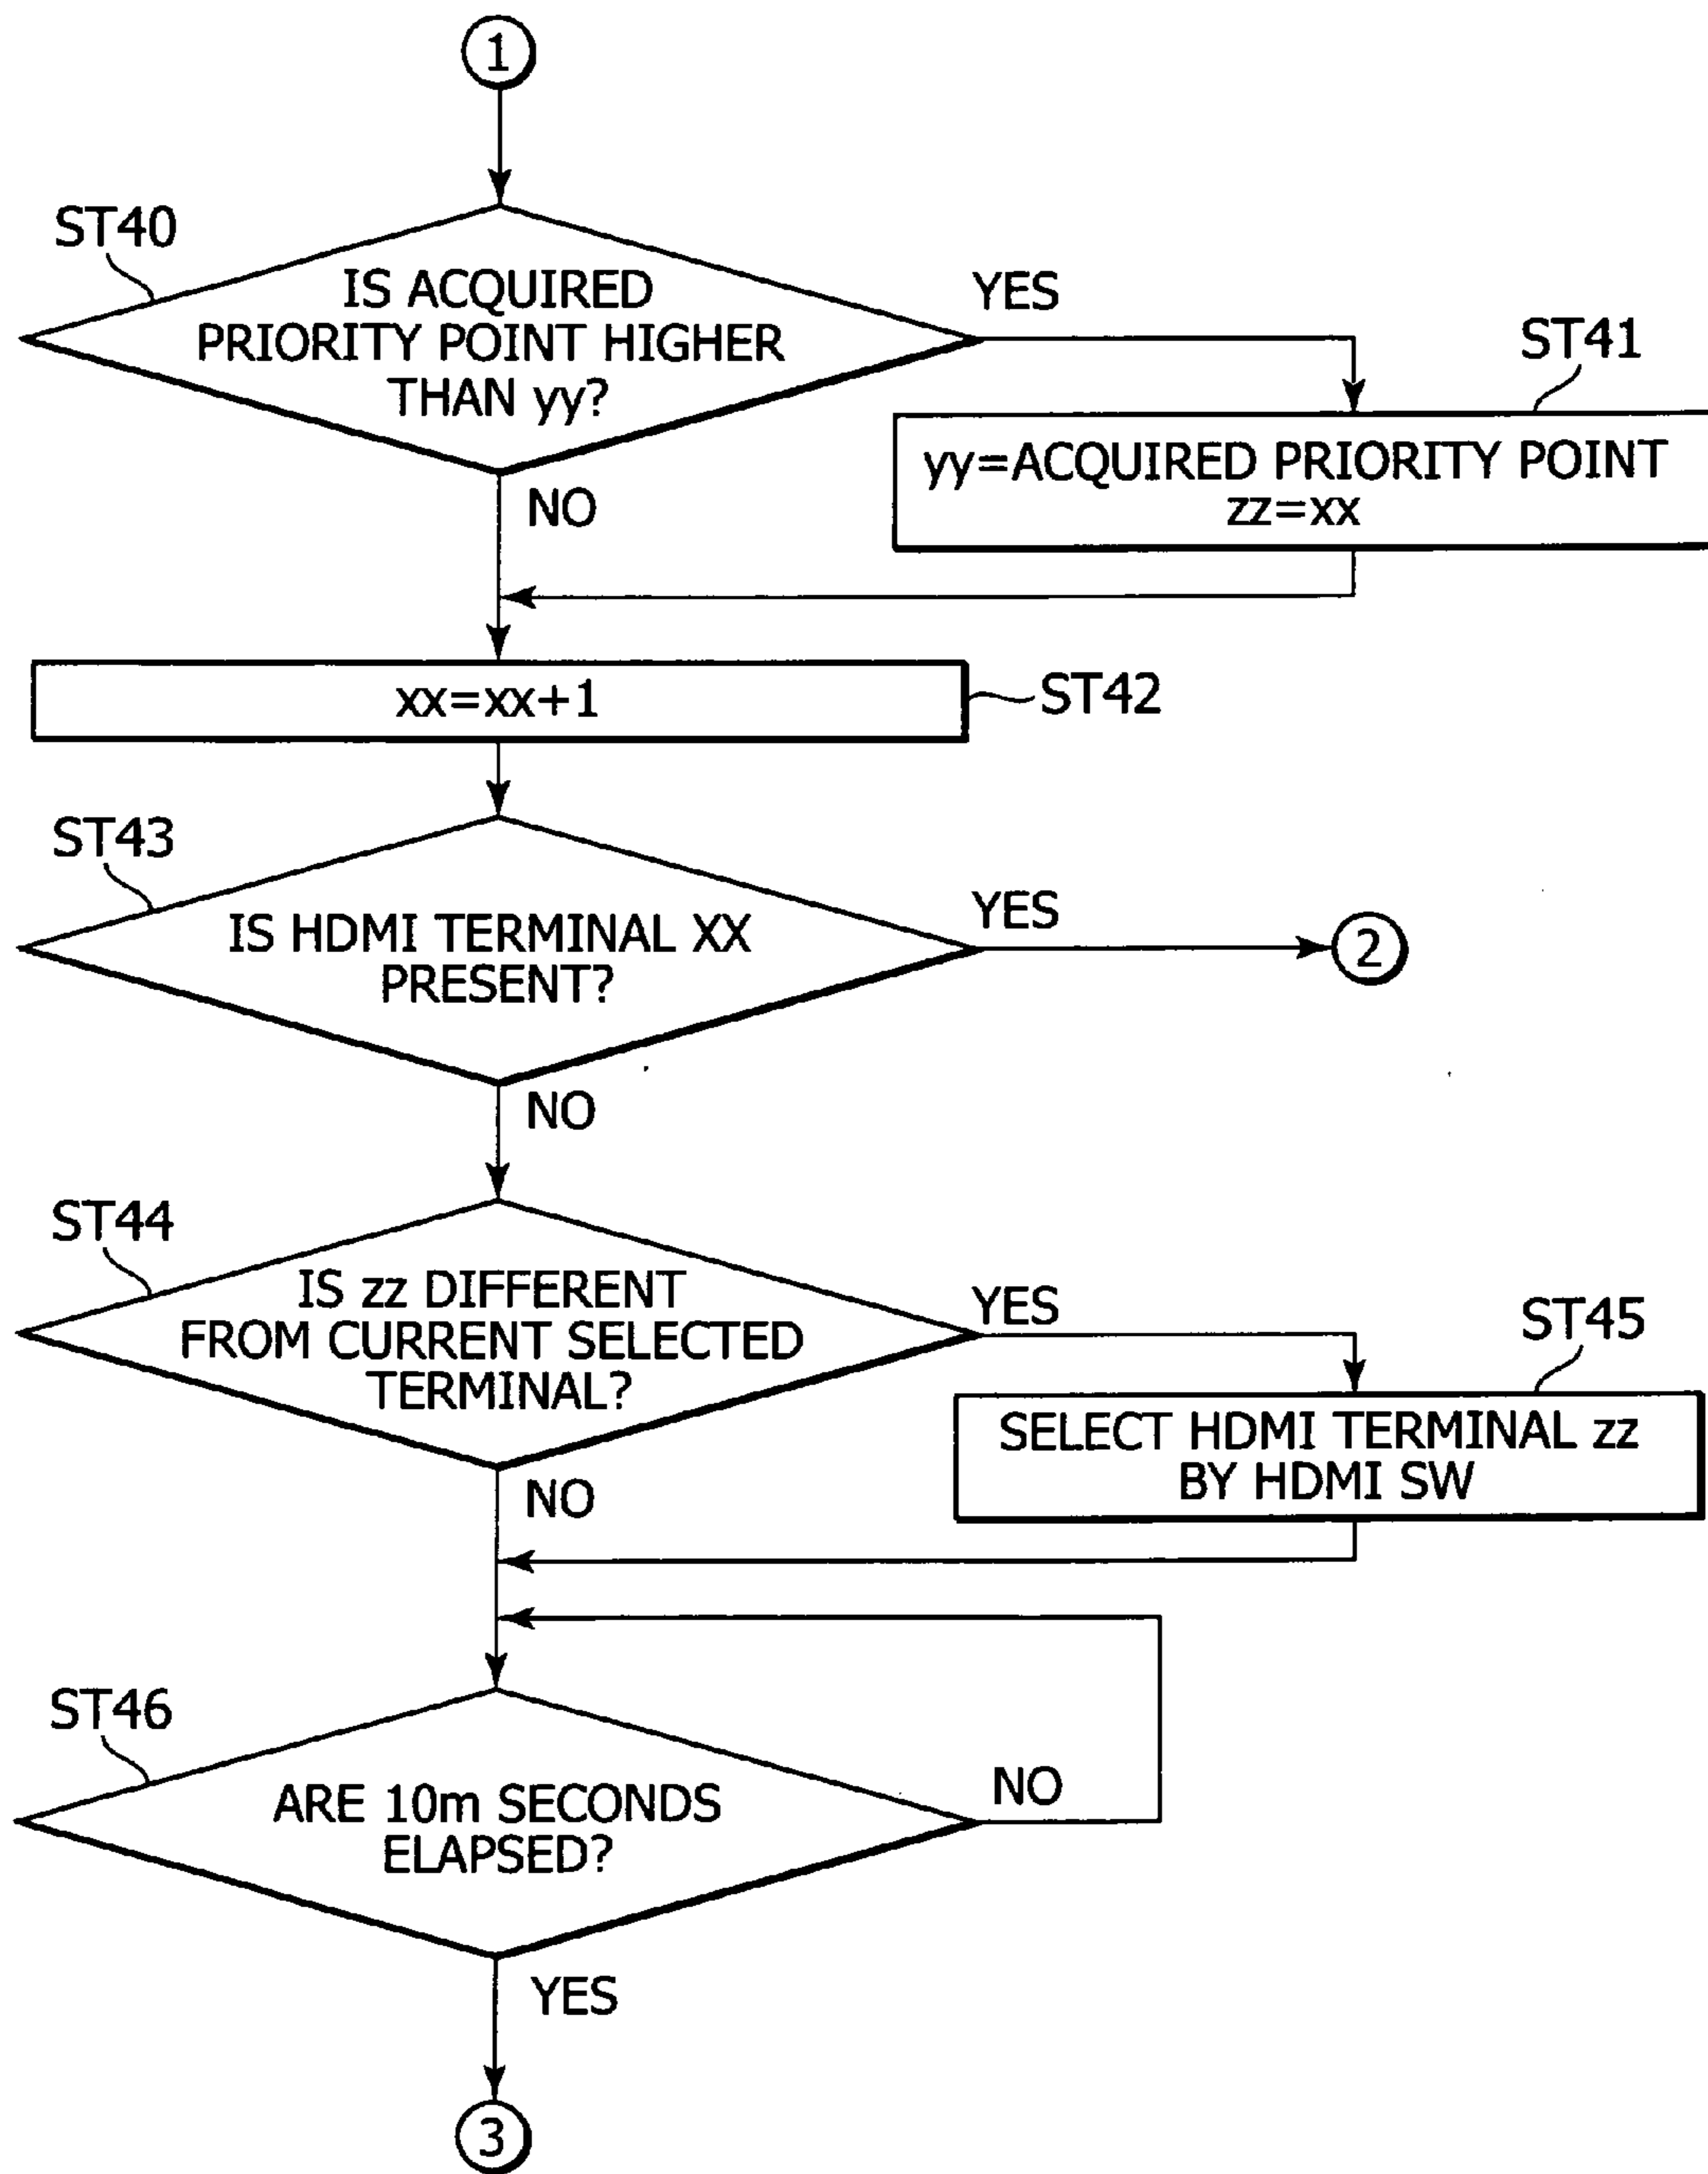 1
ST40
IS ACQUIRED
PRIORITY POINT HIGHER
THAN yy?
YES
NO
ST41
yy=ACQUIRED PRIORITY POINT
zz=xx
xx=xx+1
ST42
ST43
IS HDMI TERMINAL XX
PRESENT?
YES
2
NO
ST44
IS zz DIFFERENT
FROM CURRENT SELECTED
TERMINAL?
YES
ST45
SELECT HDMI TERMINAL zz
BY HDMI SW
NO
ST46
ARE 10m SECONDS
ELAPSED?
NO
YES
3